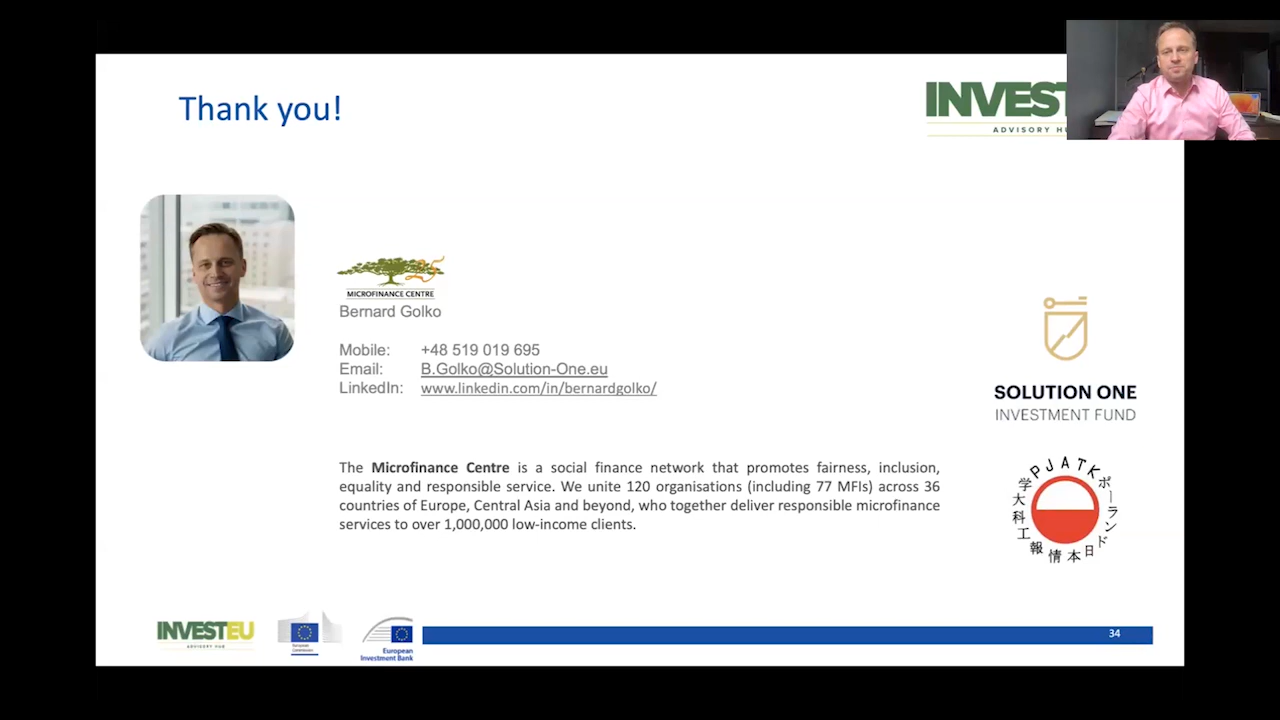 Thank you!
INVEST
ADVISORY HU
MICROFINANCE CENTRE
Bernard Golko
Mobile: +48 519 019 695
Email: B.Golko@Solution-One.eu
LinkedIn: www.linkedin.com/in/bernardgolko/
SOLUTION ONE
INVESTMENT FUND
The Microfinance Centre is a social finance network that promotes fairness, inclusion,
equality and responsible service. We unite 120 organisations (including 77 MFIs) across 36
countries of Europe, Central Asia and beyond, who together deliver responsible microfinance
services to over 1,000,000 low-income clients.
PJATK
ポーランド日本情報工科大学
INVESTEU
ADVISORY HUB
European
Commission
European
Investment Bank
34